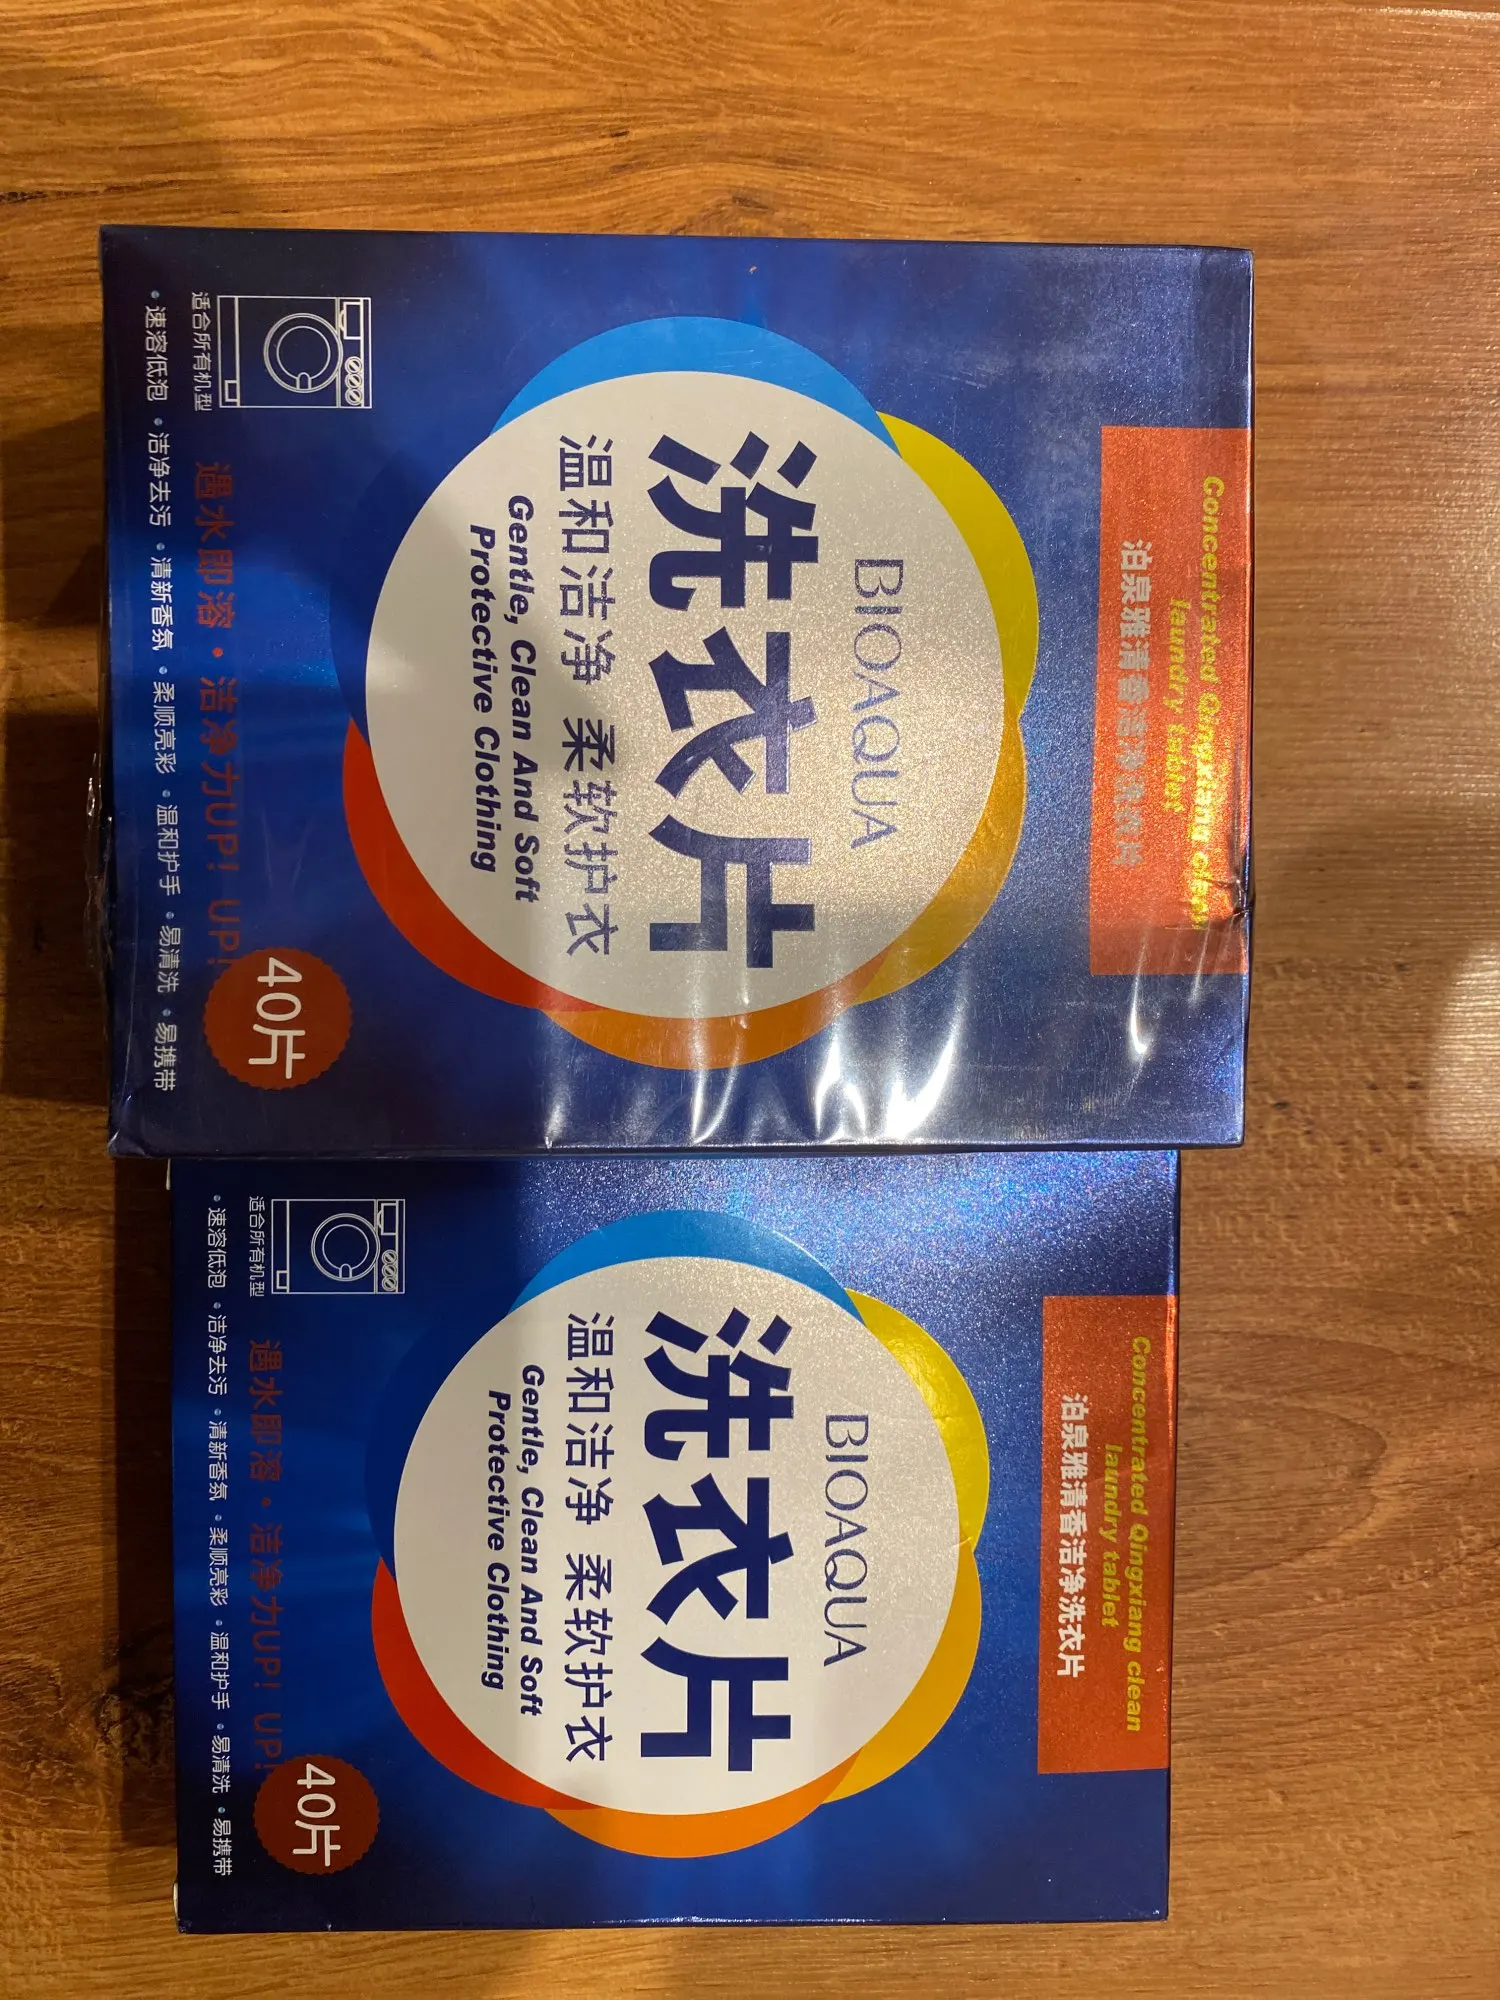 Concentrated Qingxiang clean
laundry tablet
泊泉雅清香洁净洗衣片
BIOAQUA
洗衣片
温和洁净 柔软护衣
Gentle, Clean And Soft
Protective Clothing
适合所有机型
遇水即溶·洁净力UP! UP!
40片
·速溶低泡 ·洁净去污 ·清新香氛 ·柔顺亮彩 ·温和护手 ·易清洗 ·易携带
Concentrated Qingxiang clean
laundry tablet
泊泉雅清香洁净洗衣片
BIOAQUA
洗衣片
温和洁净 柔软护衣
Gentle, Clean And Soft
Protective Clothing
适合所有机型
遇水即溶·洁净力UP! UP!
40片
·速溶低泡 ·洁净去污 ·清新香氛 ·柔顺亮彩 ·温和护手 ·易清洗 ·易携带